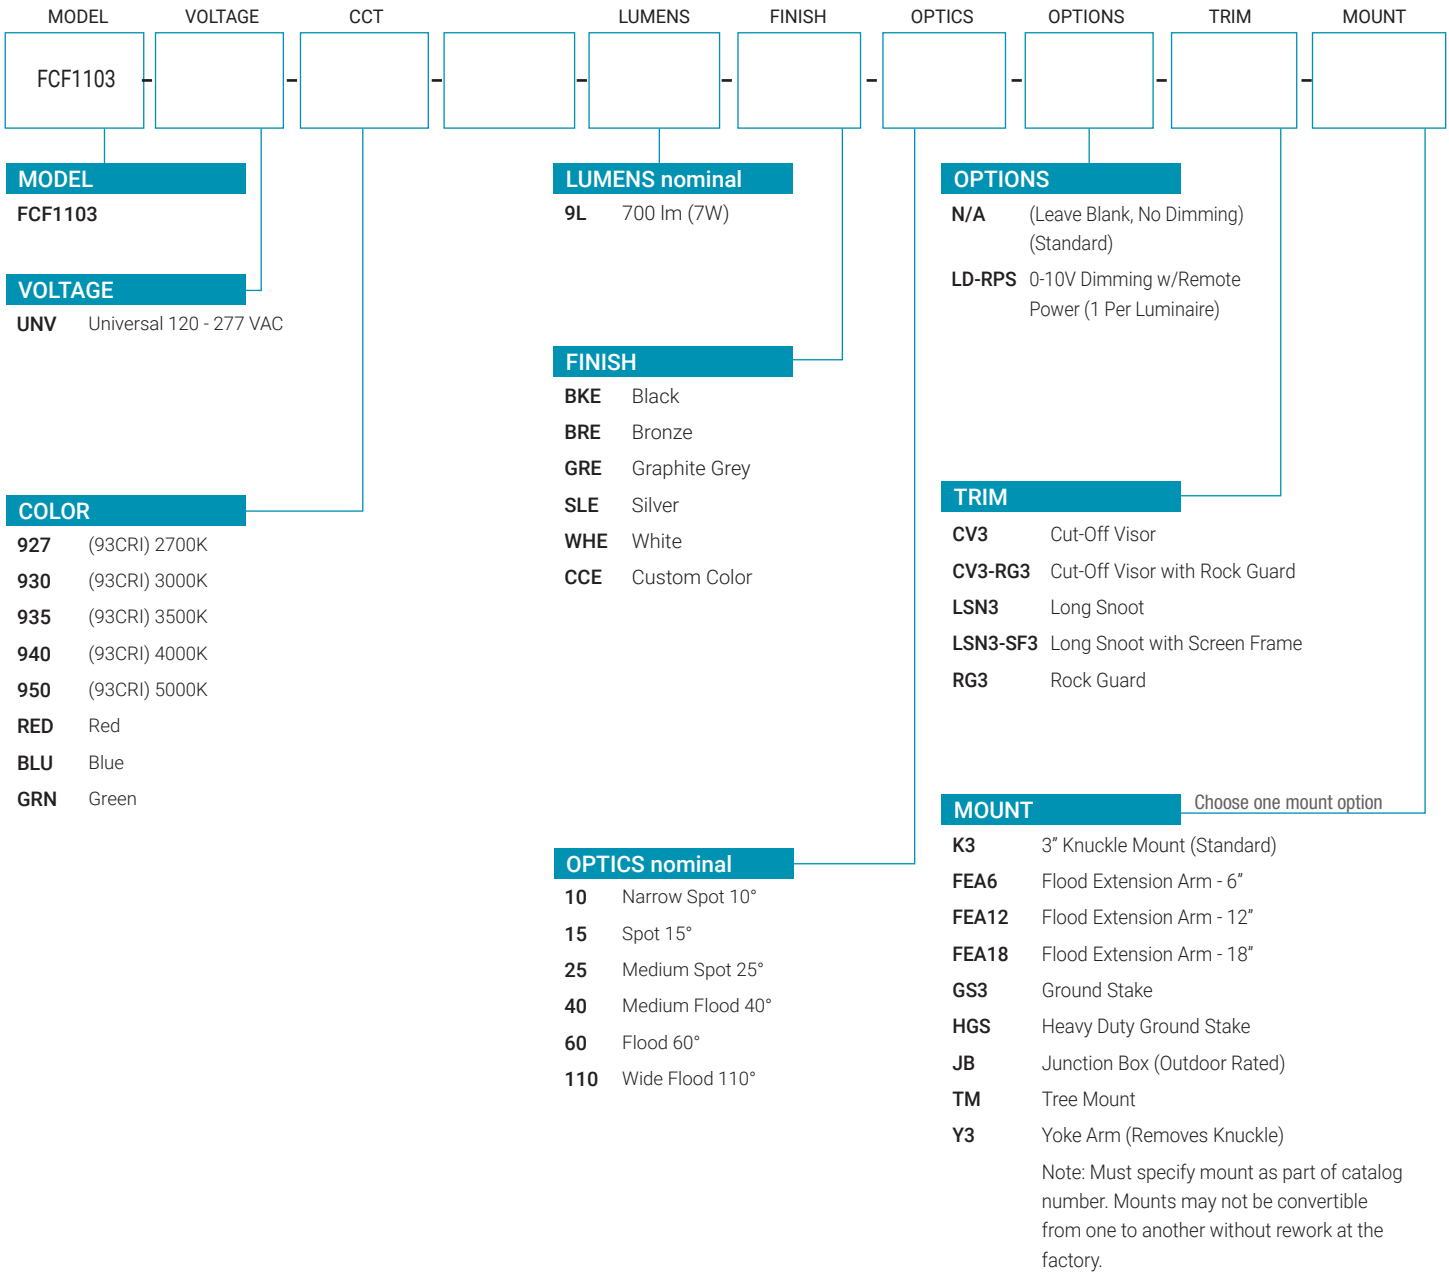 MODEL VOLTAGE CCT LUMENS FINISH OPTICS OPTIONS TRIM MOUNT
FCF1103 - - - - - - - - -
MODEL
FCF1103
VOLTAGE
UNV Universal 120 - 277 VAC
COLOR
927 (93CRI) 2700K
930 (93CRI) 3000K
935 (93CRI) 3500K
940 (93CRI) 4000K
950 (93CRI) 5000K
RED Red
BLU Blue
GRN Green
LUMENS nominal
9L 700 lm (7W)
FINISH
BKE Black
BRE Bronze
GRE Graphite Grey
SLE Silver
WHE White
CCE Custom Color
OPTICS nominal
10 Narrow Spot 10°
15 Spot 15°
25 Medium Spot 25°
40 Medium Flood 40°
60 Flood 60°
110 Wide Flood 110°
OPTIONS
N/A (Leave Blank, No Dimming)
(Standard)
LD-RPS 0-10V Dimming w/Remote
Power (1 Per Luminaire)
TRIM
CV3 Cut-Off Visor
CV3-RG3 Cut-Off Visor with Rock Guard
LSN3 Long Snoot
LSN3-SF3 Long Snoot with Screen Frame
RG3 Rock Guard
MOUNT Choose one mount option
K3 3” Knuckle Mount (Standard)
FEA6 Flood Extension Arm - 6”
FEA12 Flood Extension Arm - 12”
FEA18 Flood Extension Arm - 18”
GS3 Ground Stake
HGS Heavy Duty Ground Stake
JB Junction Box (Outdoor Rated)
TM Tree Mount
Y3 Yoke Arm (Removes Knuckle)
Note: Must specify mount as part of catalog
number. Mounts may not be convertible
from one to another without rework at the
factory.